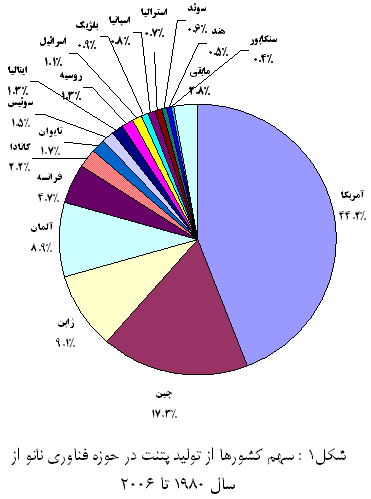 سوئد
۰.۶%
استرالیا
۰.۷%
اسپانیا
۰.۸%
بلژیک
۰.۹%
اسرائیل
۱.۱%
هند
۰.۵%
سنگاپور
۰.۴%
مابقی
۲.۸%
روسیه
۱.۳%
ایتالیا
۱.۳%
سوئیس
۱.۵%
تایوان
۱.۷%
کانادا
۲.۲%
فرانسه
۴.۷%
آلمان
۸.۹%
ژاپن
۹.۱%
چین
۱۷.۳%
آمریکا
۴۴.۲%
شکل۱ : سهم کشورها از تولید پتنت در حوزه فناوری نانو از
سال ۱۹۸۰ تا ۲۰۰۶